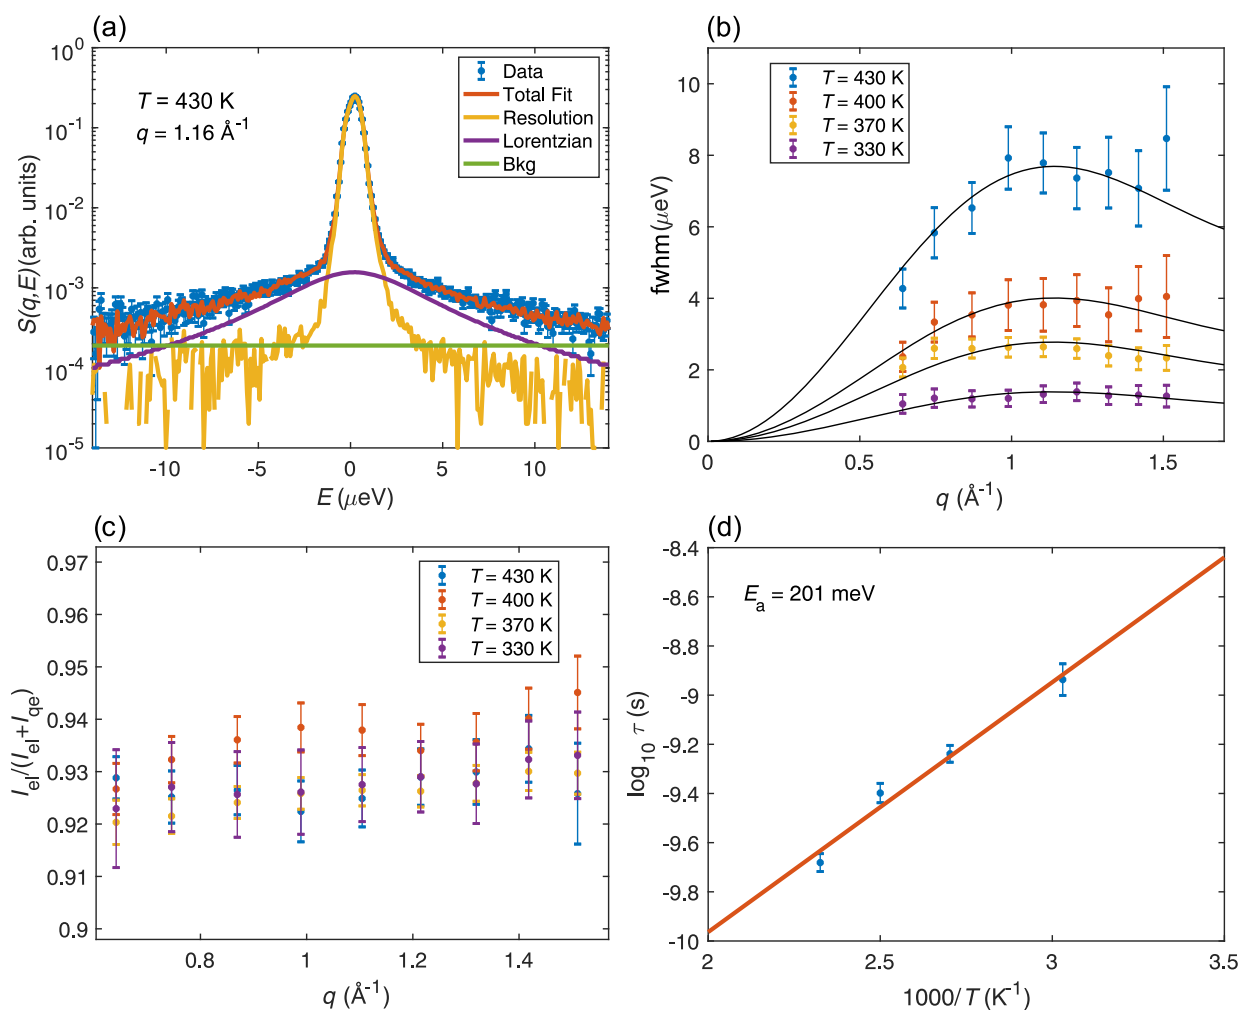 (a)
10⁰
10⁻¹
10⁻²
10⁻³
10⁻⁴
10⁻⁵
S(q,E) (arb. units)
T = 430 K
q = 1.16 Å⁻¹
Data
Total Fit
Resolution
Lorentzian
Bkg
-10
-5
0
5
10
E (μeV)
(b)
10
8
6
4
2
0
fwhm (μeV)
T = 430 K
T = 400 K
T = 370 K
T = 330 K
0
0.5
1
1.5
q (Å⁻¹)
(c)
0.97
0.96
0.95
0.94
0.93
0.92
0.91
0.9
I_el/(I_el+I_qe)
T = 430 K
T = 400 K
T = 370 K
T = 330 K
0.8
1
1.2
1.4
q (Å⁻¹)
(d)
-8.4
-8.6
-8.8
-9
-9.2
-9.4
-9.6
-9.8
-10
log₁₀ τ (s)
Eₐ = 201 meV
2
2.5
3
3.5
1000/T (K⁻¹)